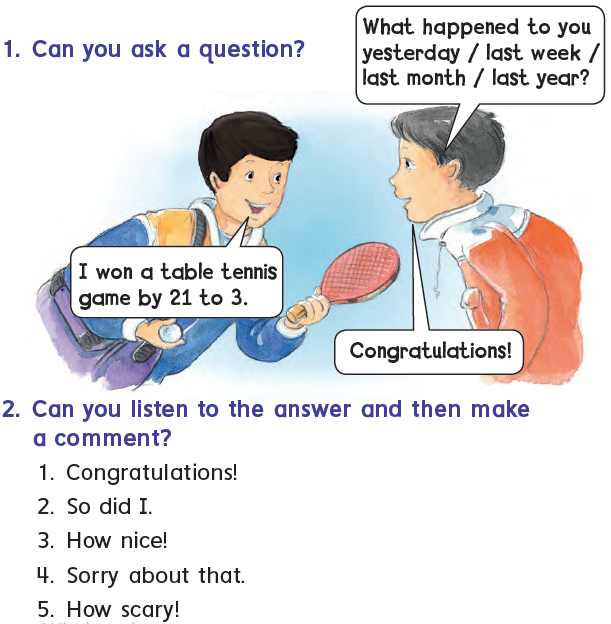 1. Can you ask a question?
What happened to you
yesterday / last week /
last month / last year?
I won a table tennis
game by 21 to 3.
Congratulations!
2. Can you listen to the answer and then make
a comment?
1. Congratulations!
2. So did I.
3. How nice!
4. Sorry about that.
5. How scary!